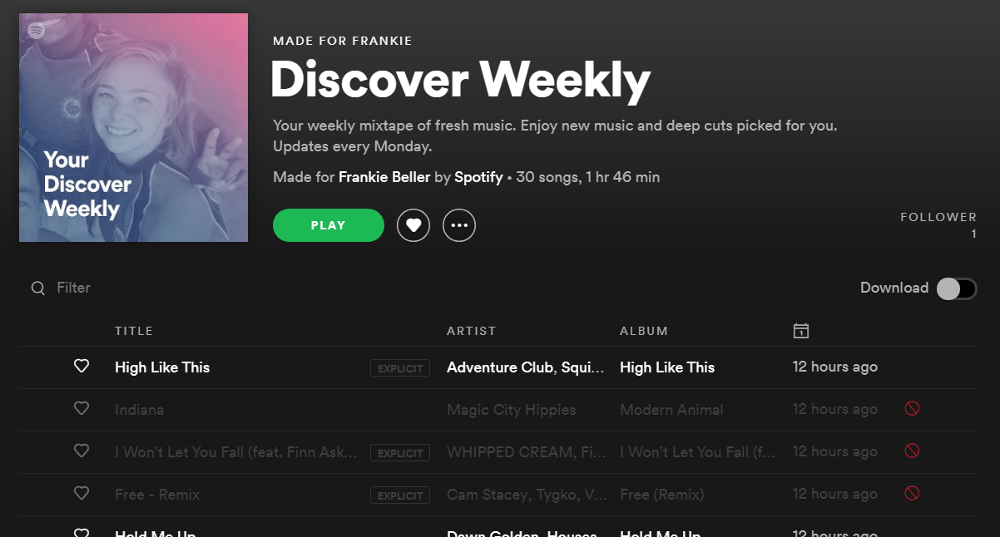 MADE FOR FRANKIE
Discover Weekly
Your weekly mixtape of fresh music. Enjoy new music and deep cuts picked for you.
Updates every Monday.
Made for Frankie Beller by Spotify • 30 songs, 1 hr 46 min
Your
Discover
Weekly
PLAY
FOLLOWER
1
Filter
Download
TITLE ARTIST ALBUM 1
High Like This EXPLICIT Adventure Club, Squi... High Like This 12 hours ago
Indiana Magic City Hippies Modern Animal 12 hours ago
I Won't Let You Fall (feat. Finn Ask... EXPLICIT WHIPPED CREAM, Fi... I Won't Let You Fall (f... 12 hours ago
Free - Remix EXPLICIT Cam Stacey, Tygko, V... Free (Remix) 12 hours ago
Hold Me Up Dawn Golden, Houses Hold Me Up 12 hours ago